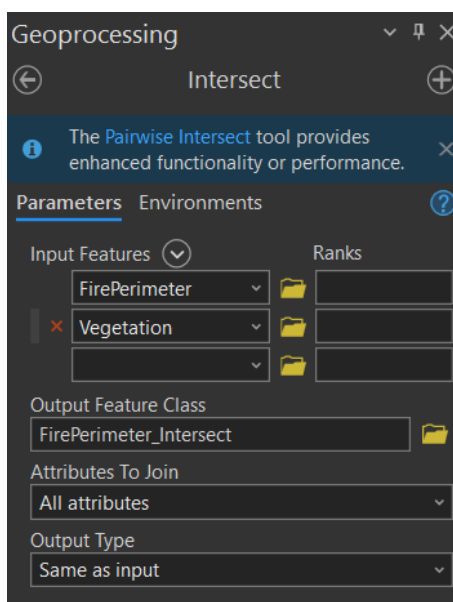 Geoprocessing
Intersect
The Pairwise Intersect tool provides
enhanced functionality or performance.
Parameters Environments
Input Features Ranks
FirePerimeter
Vegetation
Output Feature Class
FirePerimeter_Intersect
Attributes To Join
All attributes
Output Type
Same as input